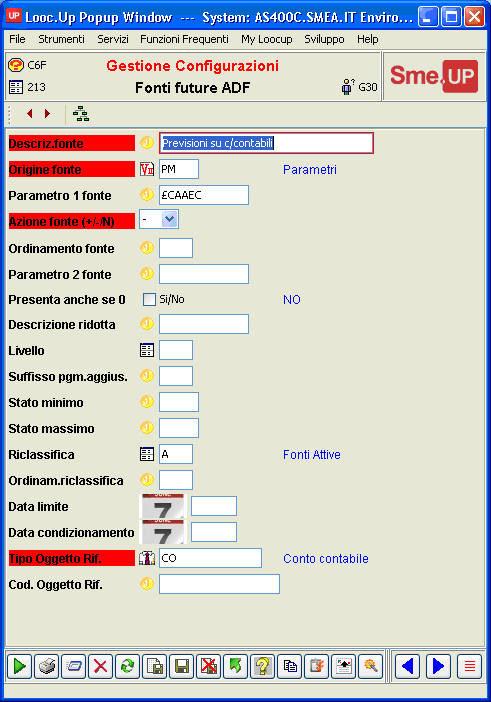 UP Looc.Up Popup Window --- System: AS400C.SMEA.IT Enviro...
File Strumenti Servizi Funzioni Frequenti My Loocup Sviluppo Help
C6F Gestione Configurazioni
213 Fonti future ADF G30
Sme.UP
Descriz.fonte Previsioni su c/contabili
Origine fonte PM Parametri
Parametro 1 fonte £CAAEC
Azione fonte (+/-/N) -
Ordinamento fonte
Parametro 2 fonte
Presenta anche se 0 Si/No NO
Descrizione ridotta
Livello
Suffisso pgm.aggius.
Stato minimo
Stato massimo
Riclassifica A Fonti Attive
Ordinam.riclassifica
Data limite 7
Data condizionamento 7
Tipo Oggetto Rif. CO Conto contabile
Cod. Oggetto Rif.